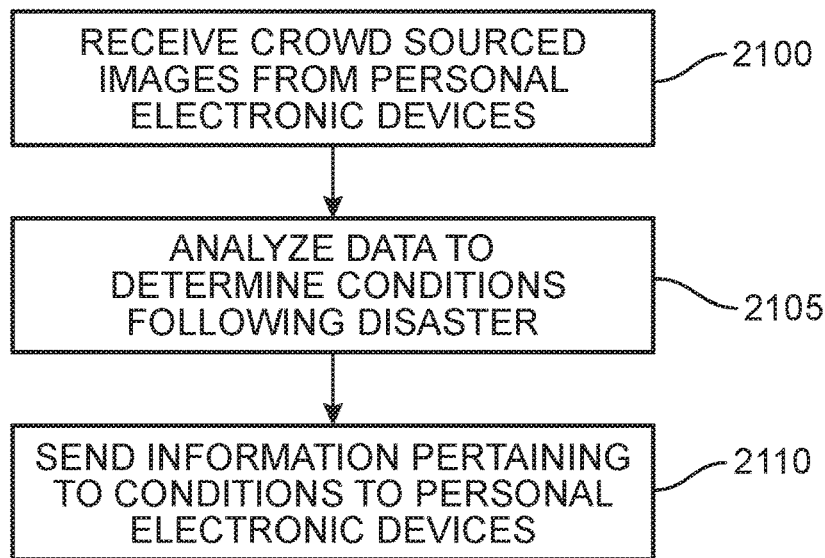 RECEIVE CROWD SOURCED
IMAGES FROM PERSONAL
ELECTRONIC DEVICES
2100
ANALYZE DATA TO
DETERMINE CONDITIONS
FOLLOWING DISASTER
2105
SEND INFORMATION PERTAINING
TO CONDITIONS TO PERSONAL
ELECTRONIC DEVICES
2110